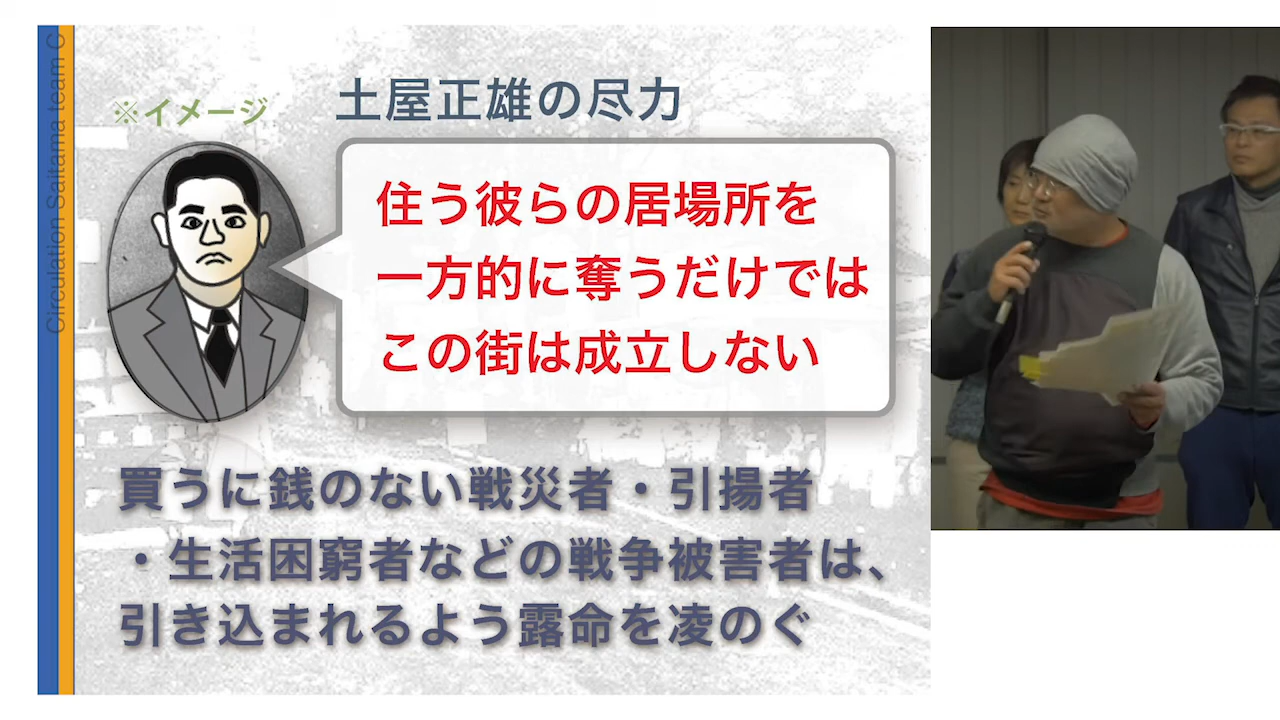 Circulation Saitama team C
※イメージ
土屋正雄の尽力
住う彼らの居場所を
一方的に奪うだけでは
この街は成立しない
買うに銭のない戦災者・引揚者
・生活困窮者などの戦争被害者は、
引き込まれるよう露命を凌のぐ